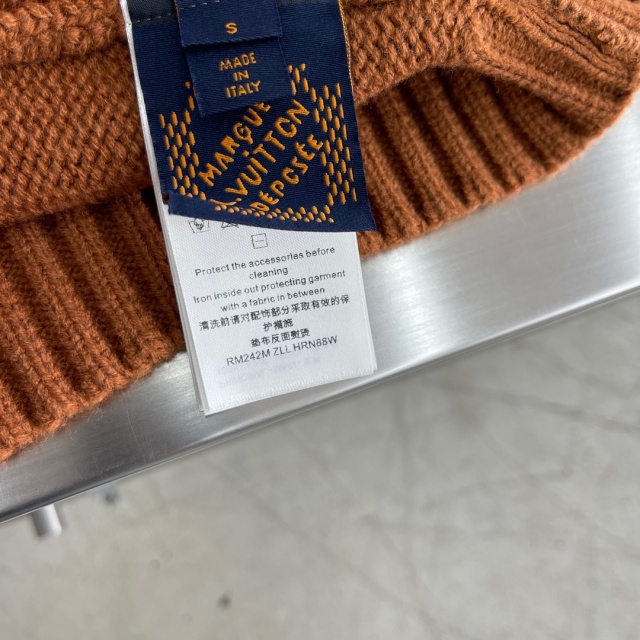 S
MADE
IN
ITALY
MARQUE
L. VUITTON
DEPOSÉE
Protect the accessories before
cleaning
Iron inside out protecting garment
with a fabric in between
清洗前请对配饰部分采取有效的保
护措施
垫布反面熨烫
RM242M ZLL HRN88W